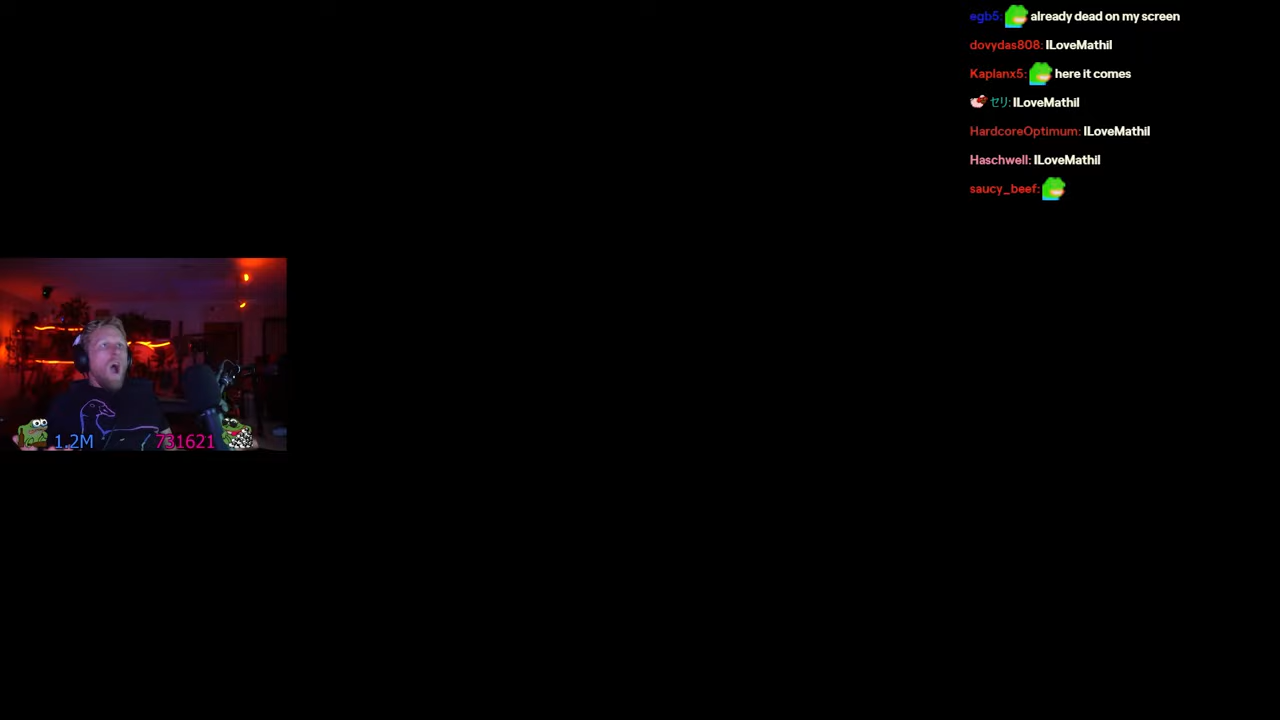 egb5: already dead on my screen
dovydas808: ILoveMathil
Kaplanx5: here it comes
セリ: ILoveMathil
HardcoreOptimum: ILoveMathil
Haschwell: ILoveMathil
saucy_beef:
1.2M 731621